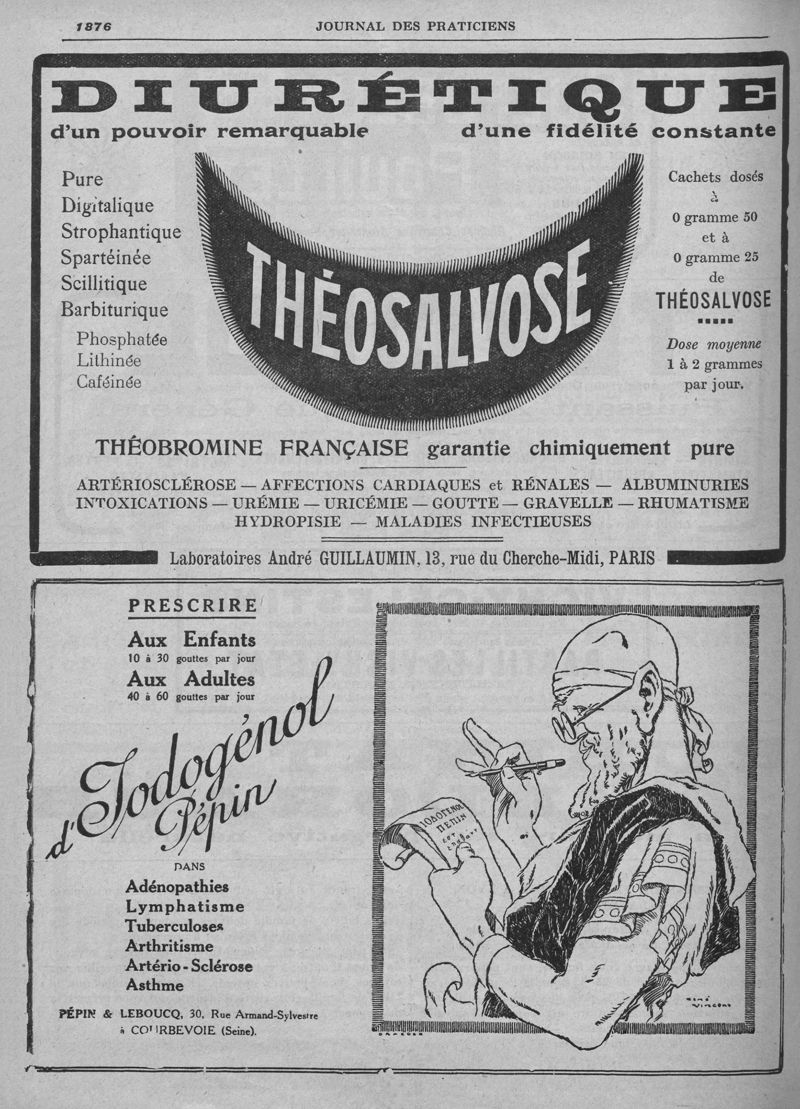 1876
JOURNAL DES PRATICIENS
DIURÉTIQUE
d'un pouvoir remarquable d'une fidélité constante
Pure
Digitalique
Strophantique
Spartéinée
Scillitique
Barbiturique
Phosphatée
Lithinée
Caféinée
THÉOSALVOSE
Cachets dosés
à
0 gramme 50
et à
0 gramme 25
de
THÉOSALVOSE
Dose moyenne
1 à 2 grammes
par jour.
THÉOBROMINE FRANÇAISE garantie chimiquement pure
ARTÉRIOSCLÉROSE — AFFECTIONS CARDIAQUES et RÉNALES — ALBUMINURIES
INTOXICATIONS — URÉMIE — URICÉMIE — GOUTTE — GRAVELLE — RHUMATISME
HYDROPISIE — MALADIES INFECTIEUSES
Laboratoires André GUILLAUMIN, 13, rue du Cherche-Midi, PARIS
PRESCRIRE
Aux Enfants
10 à 30 gouttes par jour
Aux Adultes
40 à 60 gouttes par jour
d'Iodogénol
Pépin
DANS
Adénopathies
Lymphatisme
Tuberculoses
Arthritisme
Artério-Sclérose
Asthme
PÉPIN & LEBOUCQ, 30, Rue Armand-Sylvestre
à COURBEVOIE (Seine).
ΙΟΔΟΓΕΝΟΛ
ΠΕΠΙΝ
René
Vincent
DRAEGER